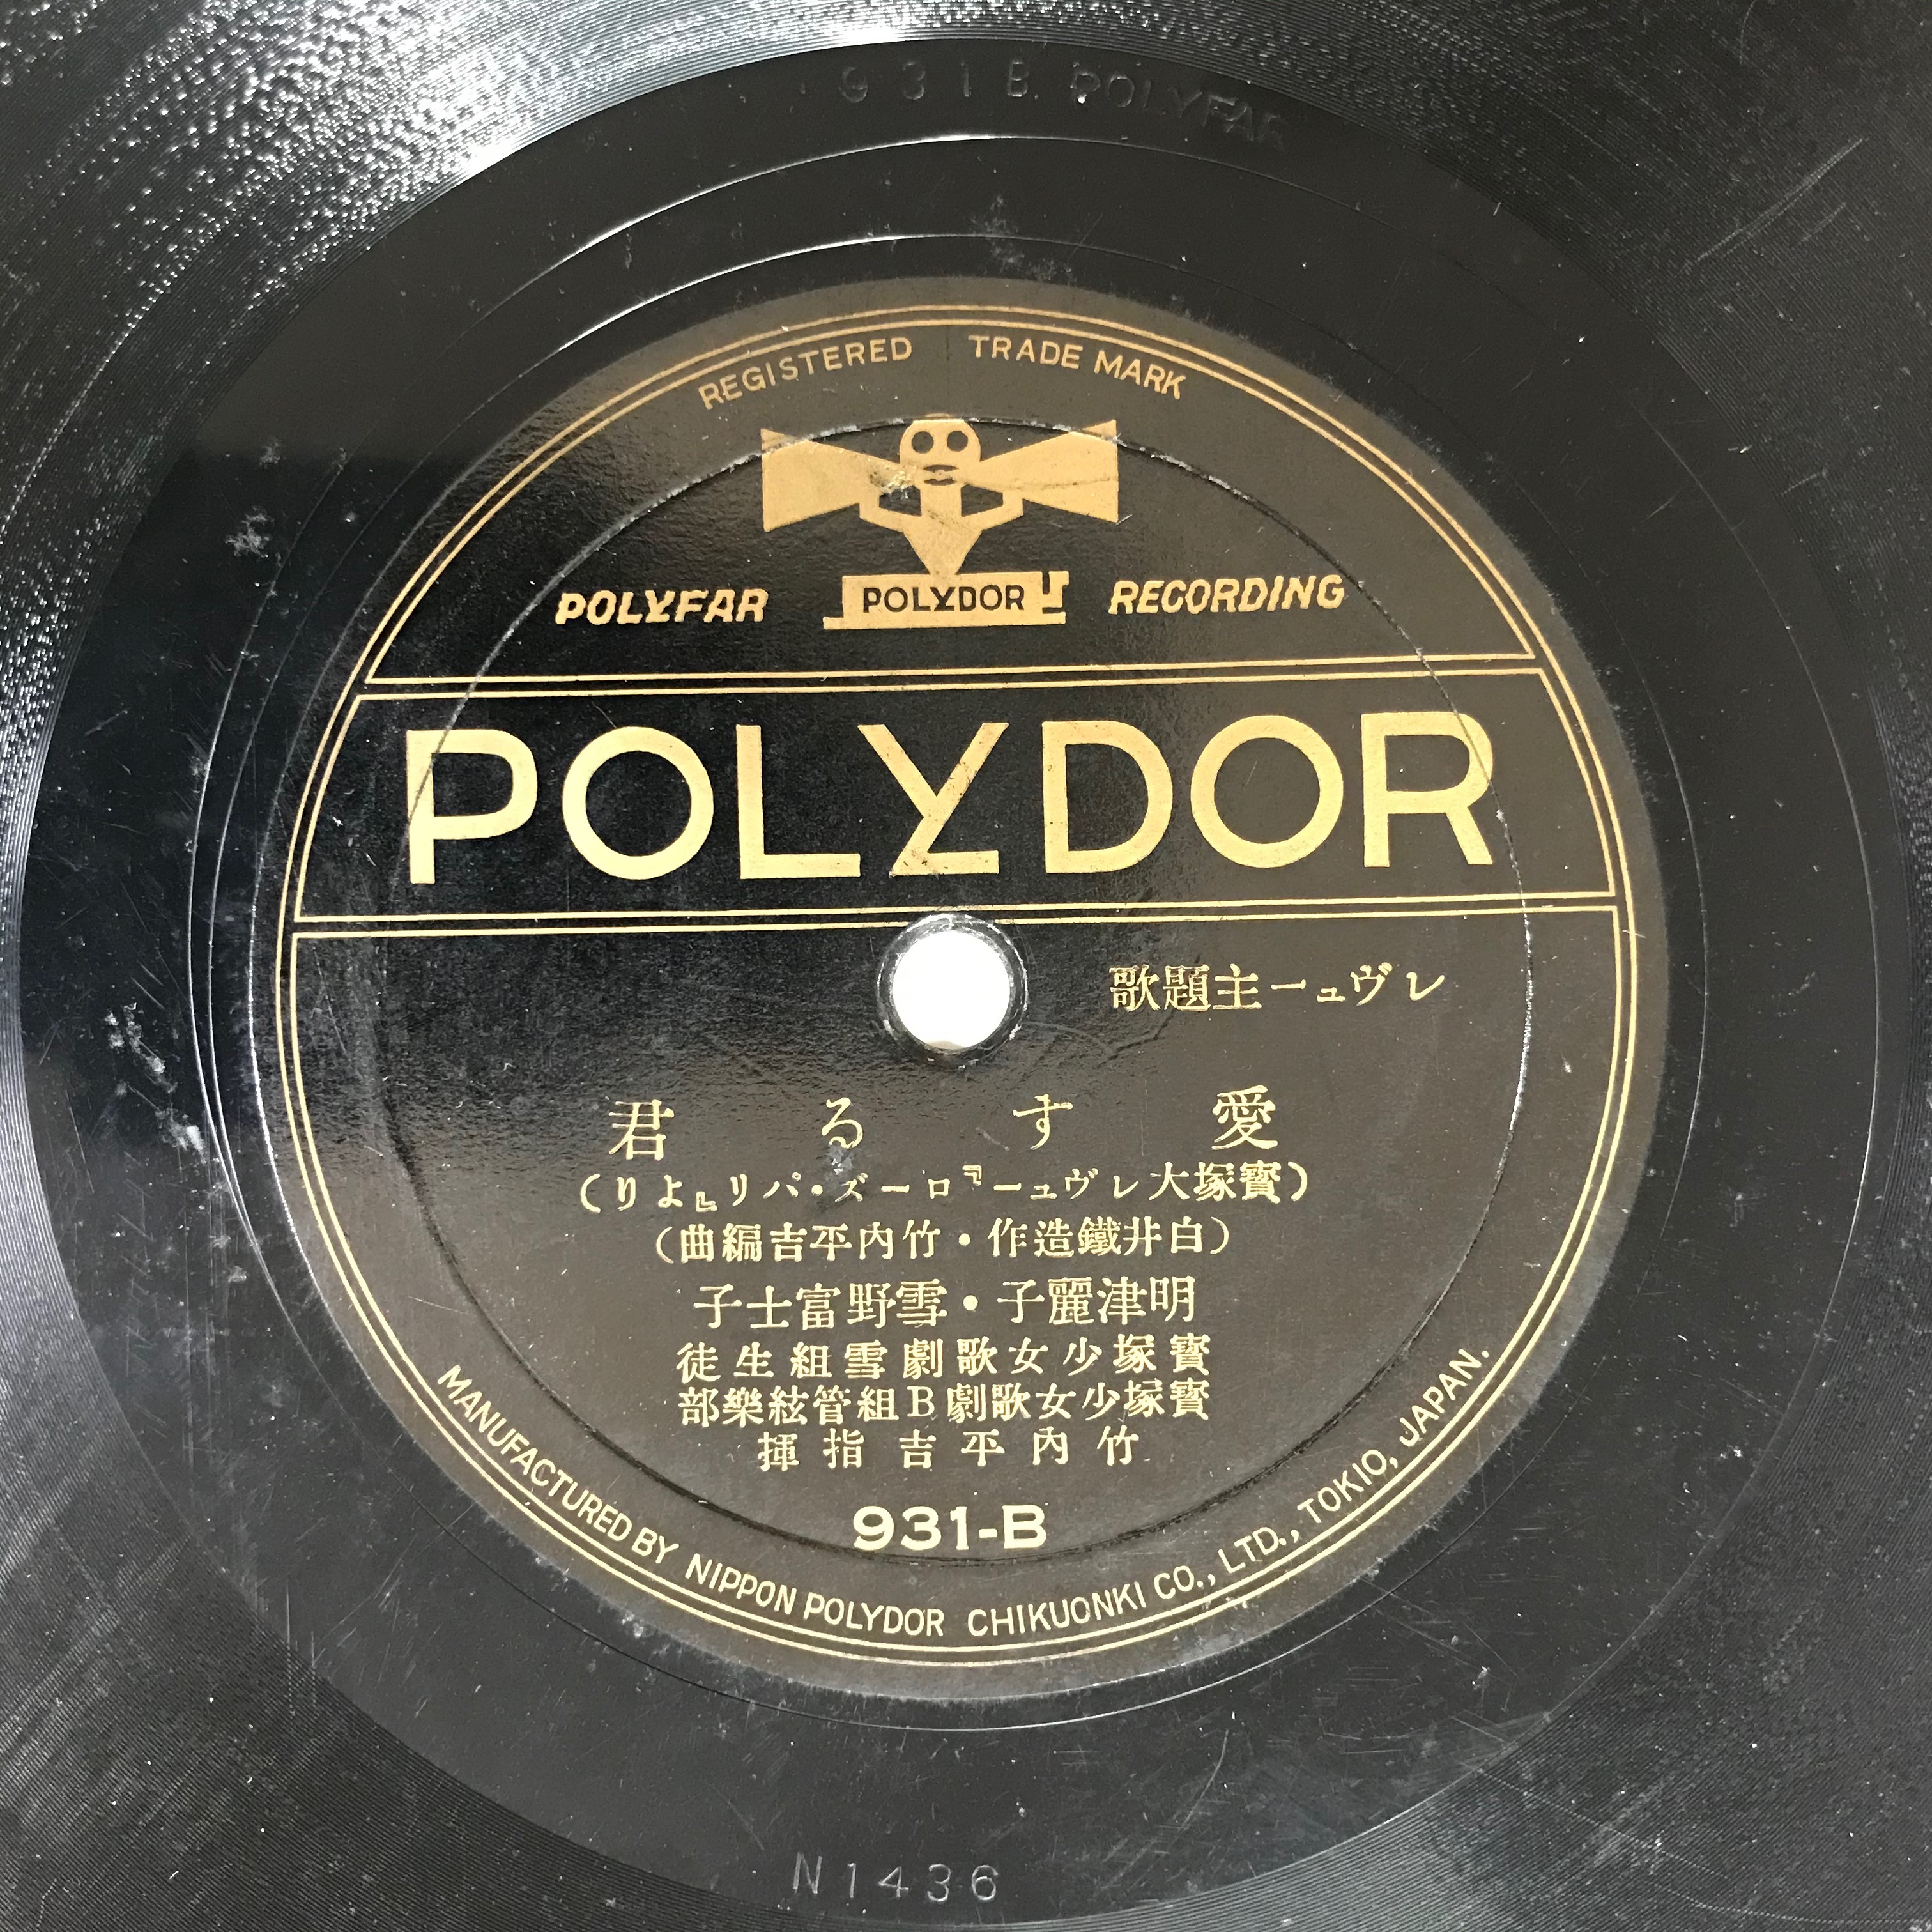 931B. POLYFAR
REGISTERED TRADE MARK
POLYFAR POLYDOR RECORDING
POLYDOR
レヴュー主題歌
愛する君
(寶塚大レヴュー『ローズ・パリ』より)
(白井鐵造作・竹内平吉編曲)
明津麗子・雪野富士子
寶塚少女歌劇雪組生徒
寶塚少女歌劇B組管絃樂部
竹内平吉指揮
931-B
MANUFACTURED BY NIPPON POLYDOR CHIKUONKI CO., LTD., TOKIO, JAPAN.
N1436